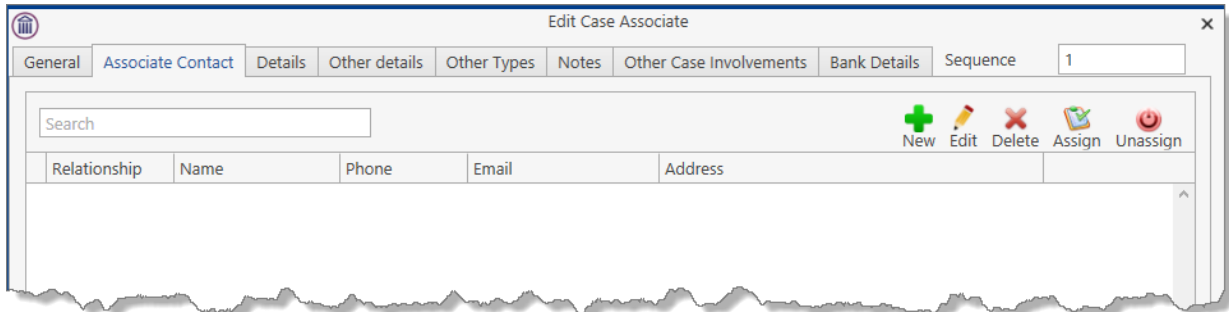 Edit Case Associate
General Associate Contact Details Other details Other Types Notes Other Case Involvements Bank Details Sequence 1
Search
New Edit Delete Assign Unassign
Relationship Name Phone Email Address